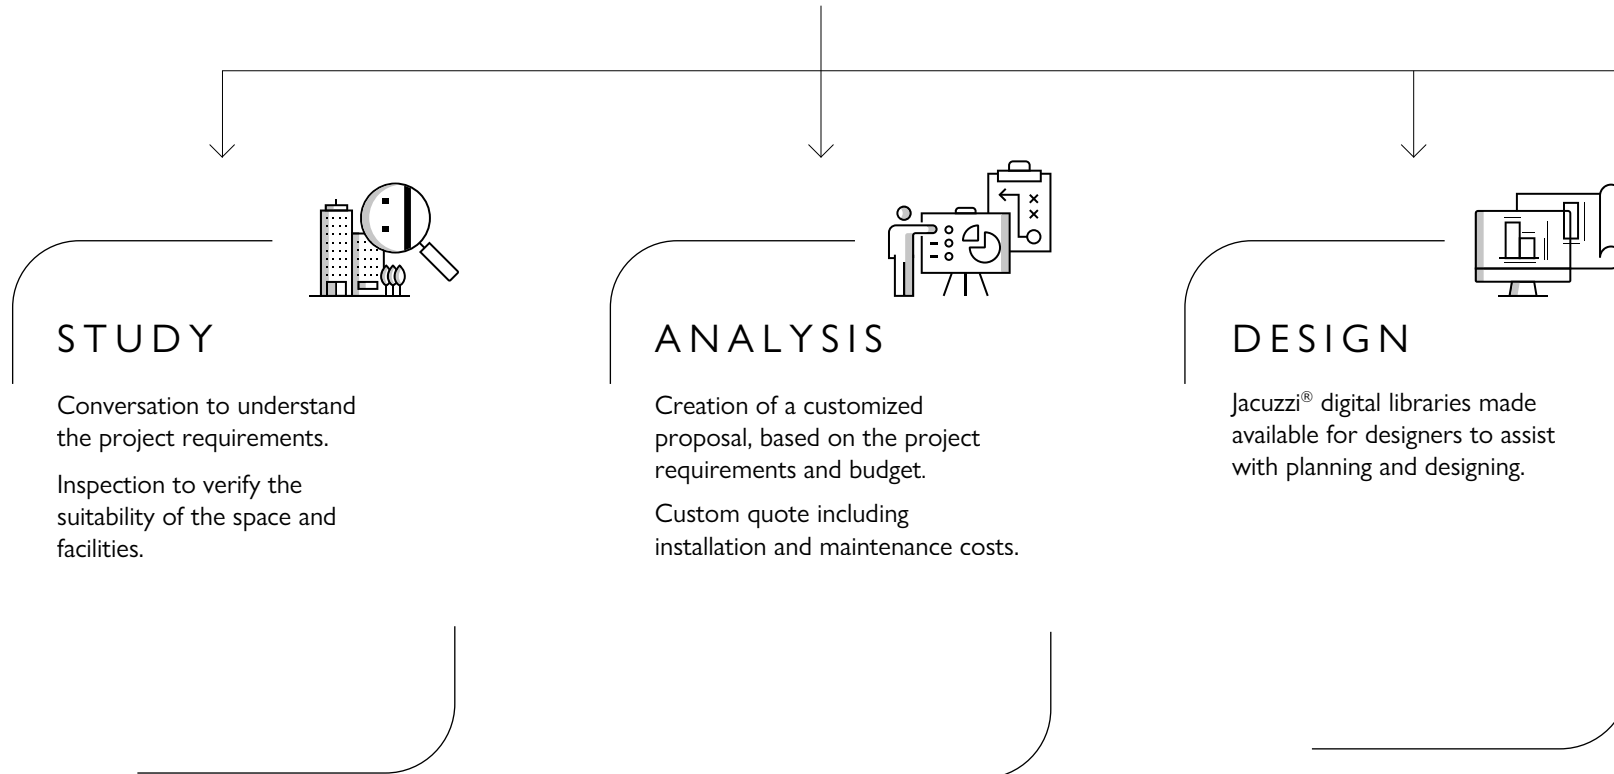 STUDY
Conversation to understand
the project requirements.
Inspection to verify the
suitability of the space and
facilities.
ANALYSIS
Creation of a customized
proposal, based on the project
requirements and budget.
Custom quote including
installation and maintenance costs.
DESIGN
Jacuzzi® digital libraries made
available for designers to assist
with planning and designing.